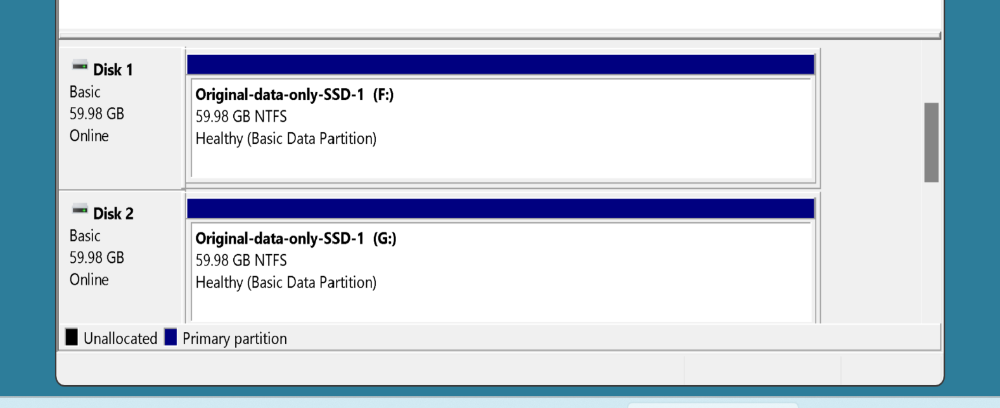 Disk 1
Basic
59.98 GB
Online
Original-data-only-SSD-1 (F:)
59.98 GB NTFS
Healthy (Basic Data Partition)
Disk 2
Basic
59.98 GB
Online
Original-data-only-SSD-1 (G:)
59.98 GB NTFS
Healthy (Basic Data Partition)
Unallocated Primary partition